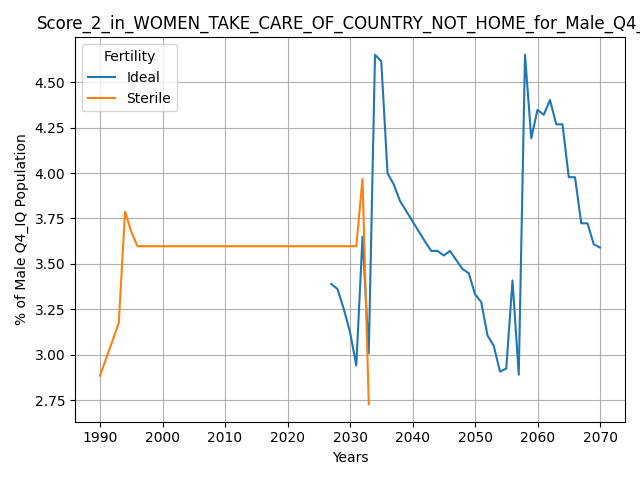 Score_2_in_WOMEN_TAKE_CARE_OF_COUNTRY_NOT_HOME_for_Male_Q4_
Fertility
Ideal
Sterile
% of Male Q4_IQ Population
4.50
4.25
4.00
3.75
3.50
3.25
3.00
2.75
1990 2000 2010 2020 2030 2040 2050 2060 2070
Years